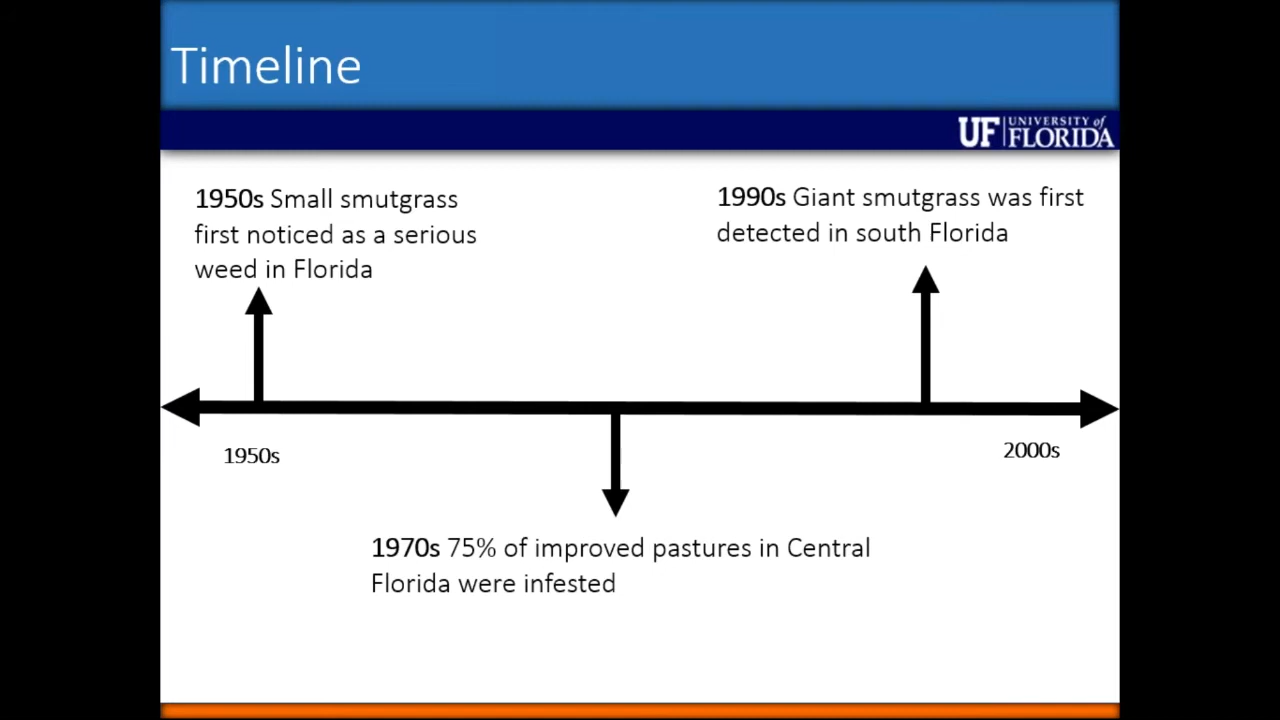 Timeline
UF UNIVERSITY of
FLORIDA
1950s Small smutgrass
first noticed as a serious
weed in Florida
1990s Giant smutgrass was first
detected in south Florida
1950s
2000s
1970s 75% of improved pastures in Central
Florida were infested